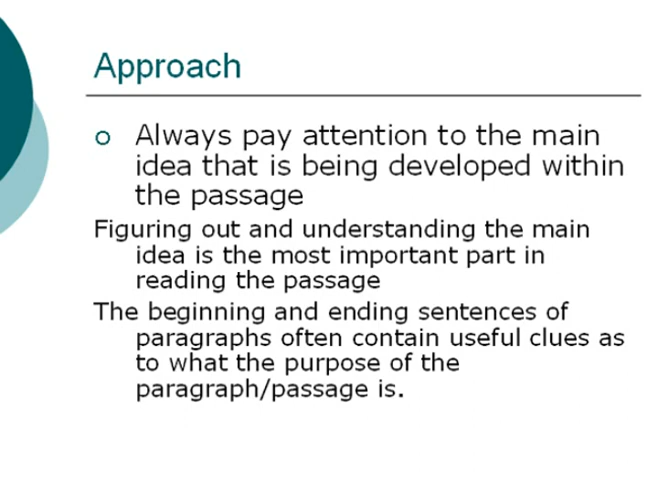 Approach
Always pay attention to the main
idea that is being developed within
the passage
Figuring out and understanding the main
idea is the most important part in
reading the passage
The beginning and ending sentences of
paragraphs often contain useful clues as
to what the purpose of the
paragraph/passage is.